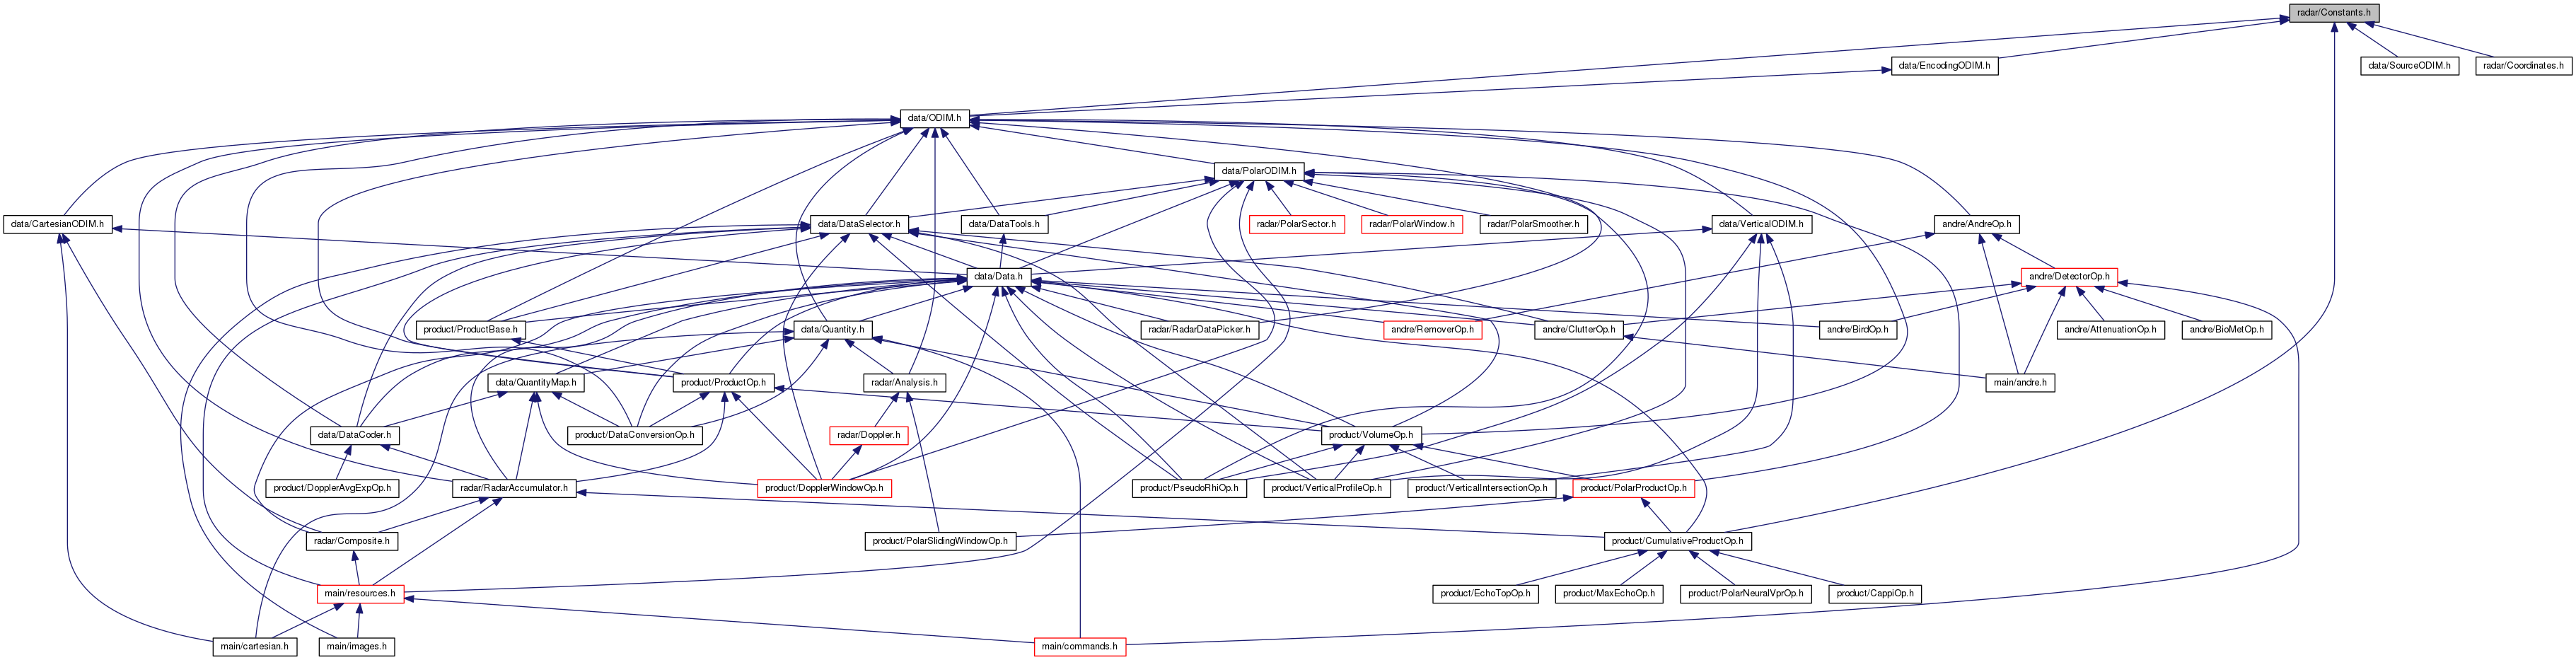 radar/Constants.h
data/EncodingODIM.h
data/SourceODIM.h
radar/Coordinates.h
data/ODIM.h
data/PolarODIM.h
data/CartesianODIM.h
data/DataSelector.h
data/DataTools.h
radar/PolarSector.h
radar/PolarWindow.h
radar/PolarSmoother.h
data/VerticalODIM.h
andre/AndreOp.h
data/Data.h
andre/DetectorOp.h
product/ProductBase.h
data/Quantity.h
radar/RadarDataPicker.h
andre/RemoverOp.h
andre/ClutterOp.h
andre/BirdOp.h
andre/AttenuationOp.h
andre/BioMetOp.h
data/QuantityMap.h
product/ProductOp.h
radar/Analysis.h
main/andre.h
data/DataCoder.h
product/DataConversionOp.h
radar/Doppler.h
product/VolumeOp.h
product/DopplerAvgExpOp.h
radar/RadarAccumulator.h
product/DopplerWindowOp.h
product/PseudoRhiOp.h
product/VerticalProfileOp.h
product/VerticalIntersectionOp.h
product/PolarProductOp.h
radar/Composite.h
product/PolarSlidingWindowOp.h
product/CumulativeProductOp.h
main/resources.h
product/EchoTopOp.h
product/MaxEchoOp.h
product/PolarNeuralVprOp.h
product/CappiOp.h
main/cartesian.h
main/images.h
main/commands.h